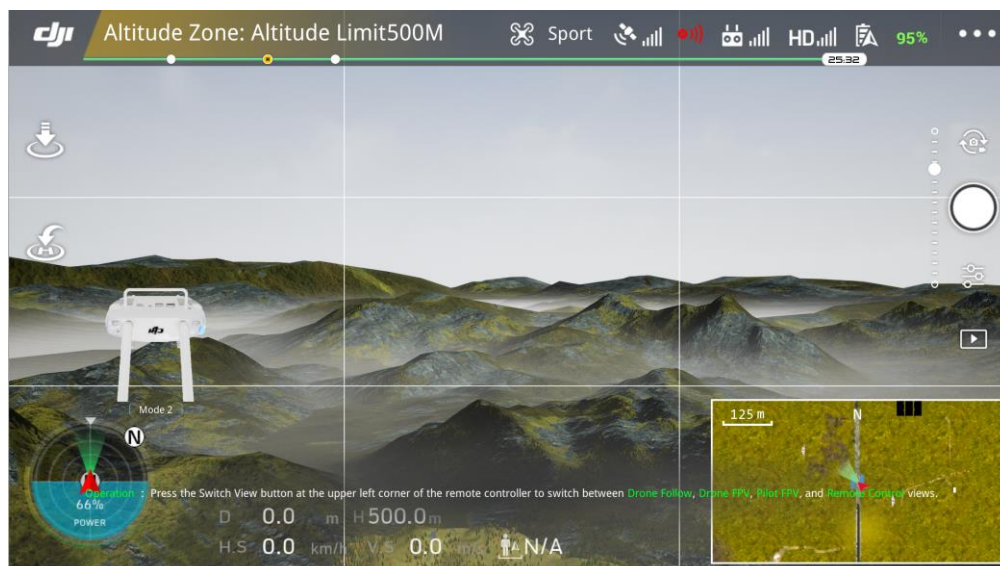 dji Altitude Zone: Altitude Limit500M Sport HD 95%
25:32
Mode 2
N
125 m N
Operation : Press the Switch View button at the upper left corner of the remote controller to switch between Drone Follow, Drone FPV, Pilot FPV, and Remote Control views.
66%
POWER
D 0.0 m H 500.0 m
H.S 0.0 km/h V.S 0.0 m/s N/A